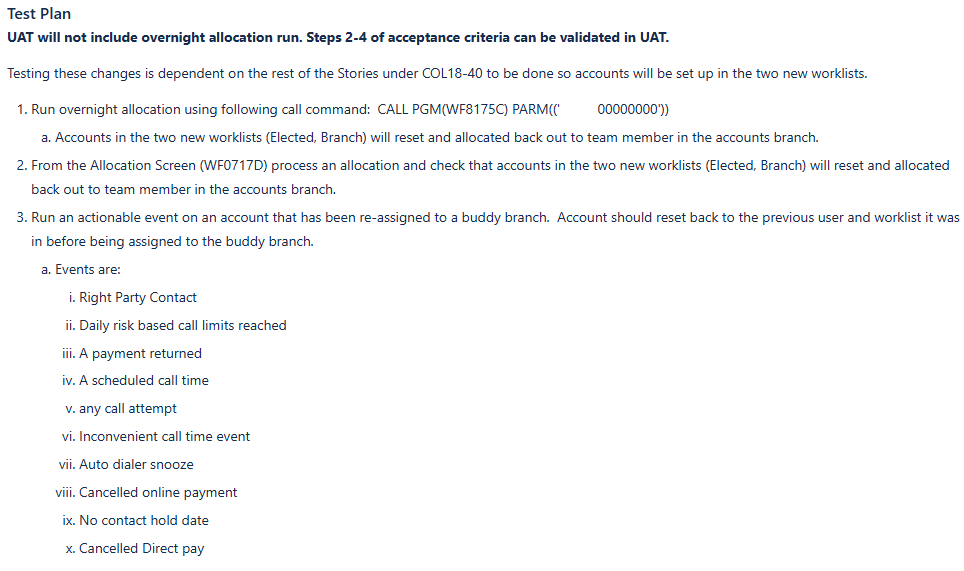 Test Plan
UAT will not include overnight allocation run. Steps 2-4 of acceptance criteria can be validated in UAT.
Testing these changes is dependent on the rest of the Stories under COL18-40 to be done so accounts will be set up in the two new worklists.
1. Run overnight allocation using following call command:  CALL PGM(WF8175C) PARM(('          00000000'))
a. Accounts in the two new worklists (Elected, Branch) will reset and allocated back out to team member in the accounts branch.
2. From the Allocation Screen (WF0717D) process an allocation and check that accounts in the two new worklists (Elected, Branch) will reset and allocated
back out to team member in the accounts branch.
3. Run an actionable event on an account that has been re-assigned to a buddy branch.  Account should reset back to the previous user and worklist it was
in before being assigned to the buddy branch.
a. Events are:
i. Right Party Contact
ii. Daily risk based call limits reached
iii. A payment returned
iv. A scheduled call time
v. any call attempt
vi. Inconvenient call time event
vii. Auto dialer snooze
viii. Cancelled online payment
ix. No contact hold date
x. Cancelled Direct pay